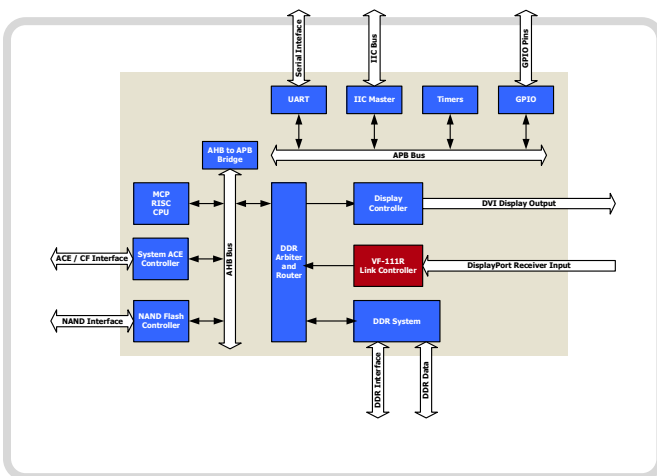 Serial Inteface
IIC Bus
GPIO Pins
UART
IIC Master
Timers
GPIO
APB Bus
AHB to APB
Bridge
MCP
RISC
CPU
Display
Controller
DVI Display Output
ACE / CF Interface
System ACE
Controller
AHB Bus
DDR
Arbiter
and
Router
VF-111R
Link Controller
DisplayPort Receiver Input
NAND Interface
NAND Flash
Controller
DDR System
DDR Interface
DDR Data